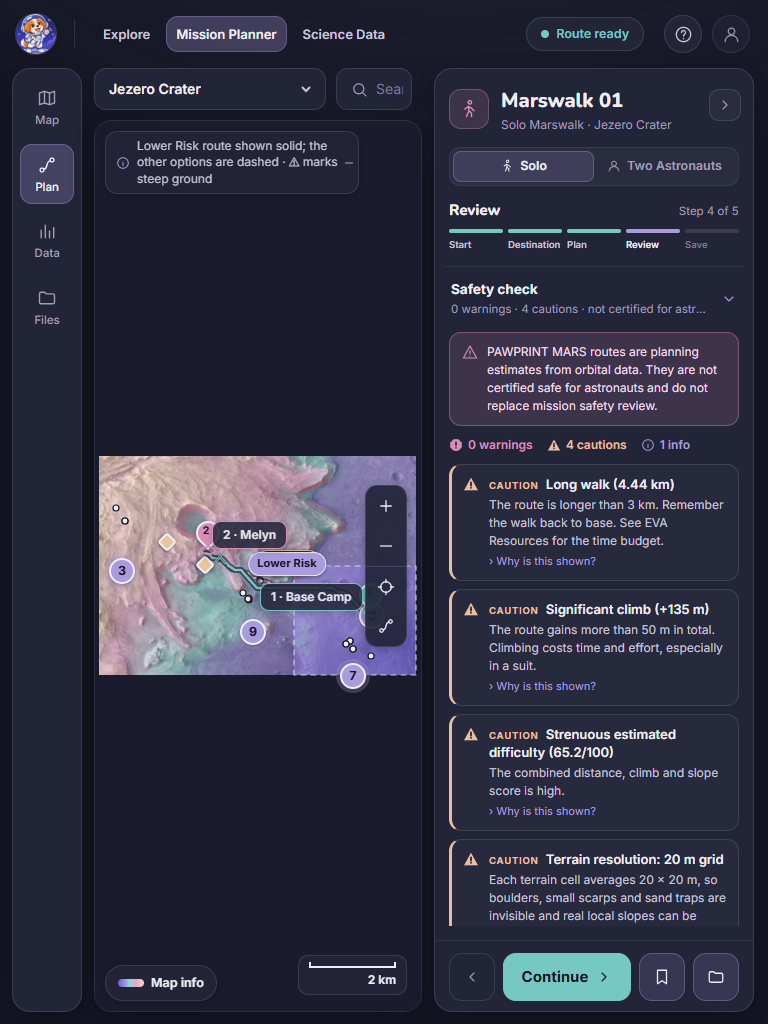 Explore
Mission Planner
Science Data
Route ready
Map
Plan
Data
Files
Jezero Crater
Sear
Lower Risk route shown solid; the
other options are dashed · ⚠ marks
steep ground
2
2 · Melyn
3
Lower Risk
1 · Base Camp
9
7
Map info
2 km
Marswalk 01
Solo Marswalk · Jezero Crater
Solo
Two Astronauts
Review
Step 4 of 5
Start
Destination
Plan
Review
Save
Safety check
0 warnings · 4 cautions · not certified for astr...
PAWPRINT MARS routes are planning
estimates from orbital data. They are not
certified safe for astronauts and do not
replace mission safety review.
0 warnings
4 cautions
1 info
CAUTION Long walk (4.44 km)
The route is longer than 3 km. Remember
the walk back to base. See EVA
Resources for the time budget.
› Why is this shown?
CAUTION Significant climb (+135 m)
The route gains more than 50 m in total.
Climbing costs time and effort, especially
in a suit.
› Why is this shown?
CAUTION Strenuous estimated
difficulty (65.2/100)
The combined distance, climb and slope
score is high.
› Why is this shown?
CAUTION Terrain resolution: 20 m grid
Each terrain cell averages 20 × 20 m, so
boulders, small scarps and sand traps are
invisible and real local slopes can be
Continue